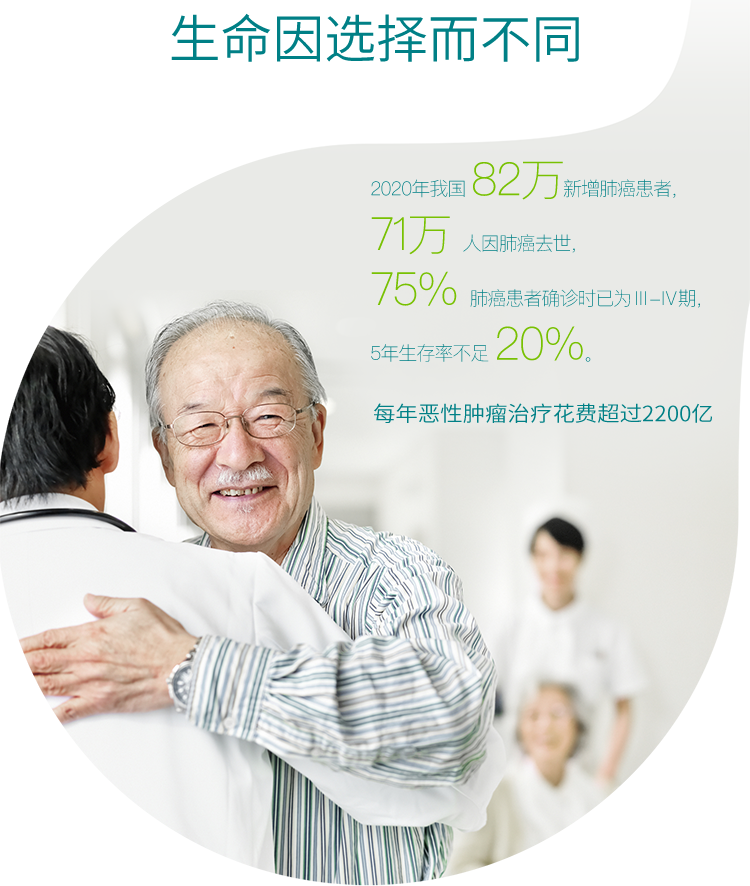 生命因选择而不同
2020年我国 82万新增肺癌患者,
71万 人因肺癌去世,
75% 肺癌患者确诊时已为Ⅲ-Ⅳ期,
5年生存率不足 20%。
每年恶性肿瘤治疗花费超过2200亿